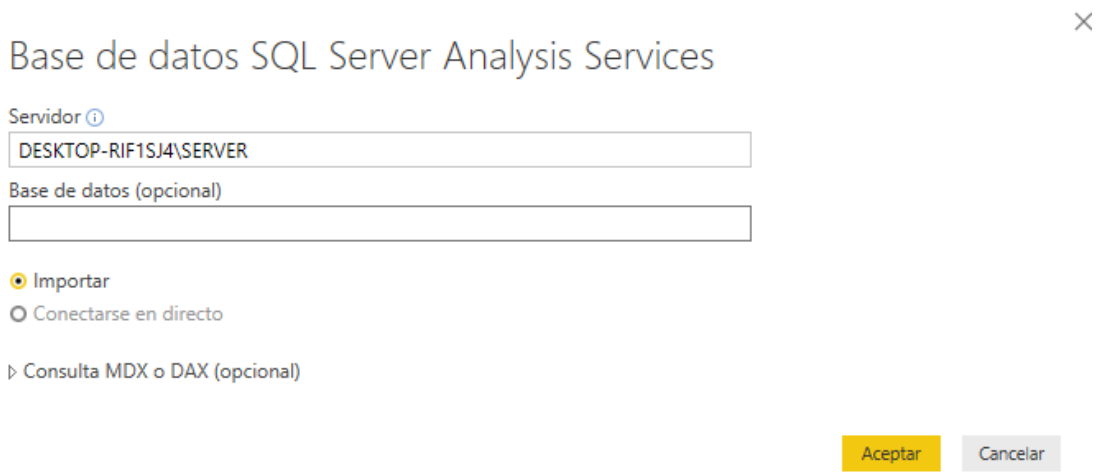 Base de datos SQL Server Analysis Services
Servidor
DESKTOP-RIF1SJ4\SERVER
Base de datos (opcional)
Importar
Conectarse en directo
Consulta MDX o DAX (opcional)
Aceptar Cancelar